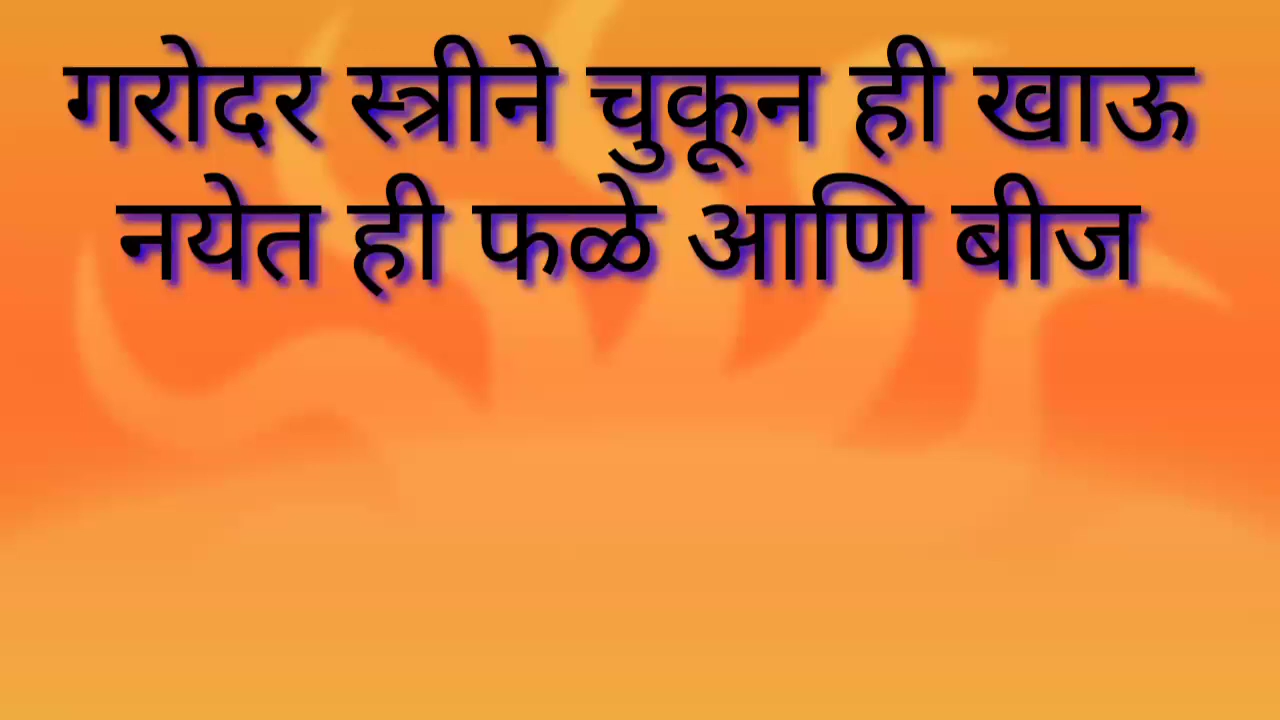 गरोदर स्त्रीने चुकून ही खाऊ
नयेत ही फळे आणि बीज